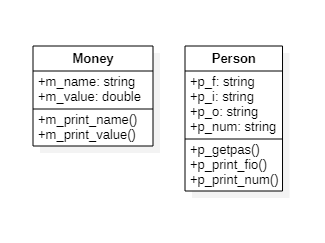 Money
+m_name: string
+m_value: double
+m_print_name()
+m_print_value()
Person
+p_f: string
+p_i: string
+p_o: string
+p_num: string
+p_getpas()
+p_print_fio()
+p_print_num()